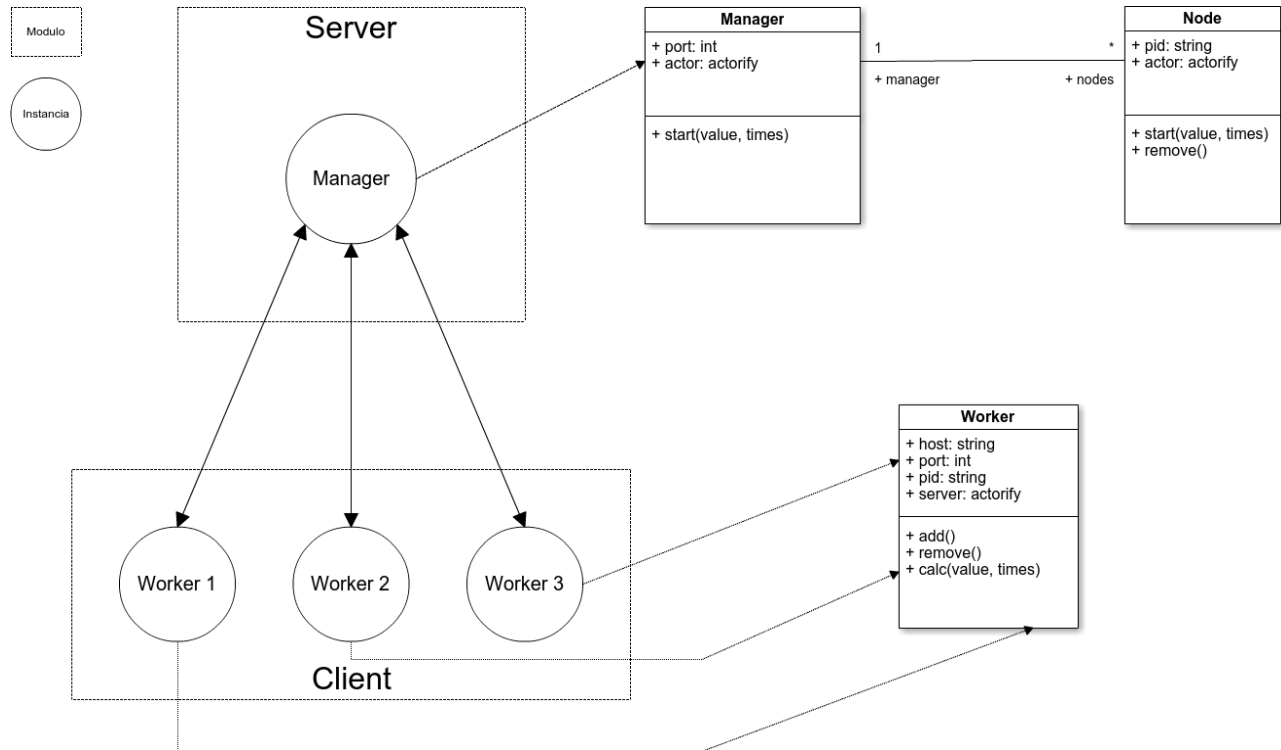 Modulo
Instancia
Server
Manager
Manager
+ port: int
+ actor: actorify
+ start(value, times)
1
+ manager
*
+ nodes
Node
+ pid: string
+ actor: actorify
+ start(value, times)
+ remove()
Worker 1
Worker 2
Worker 3
Client
Worker
+ host: string
+ port: int
+ pid: string
+ server: actorify
+ add()
+ remove()
+ calc(value, times)